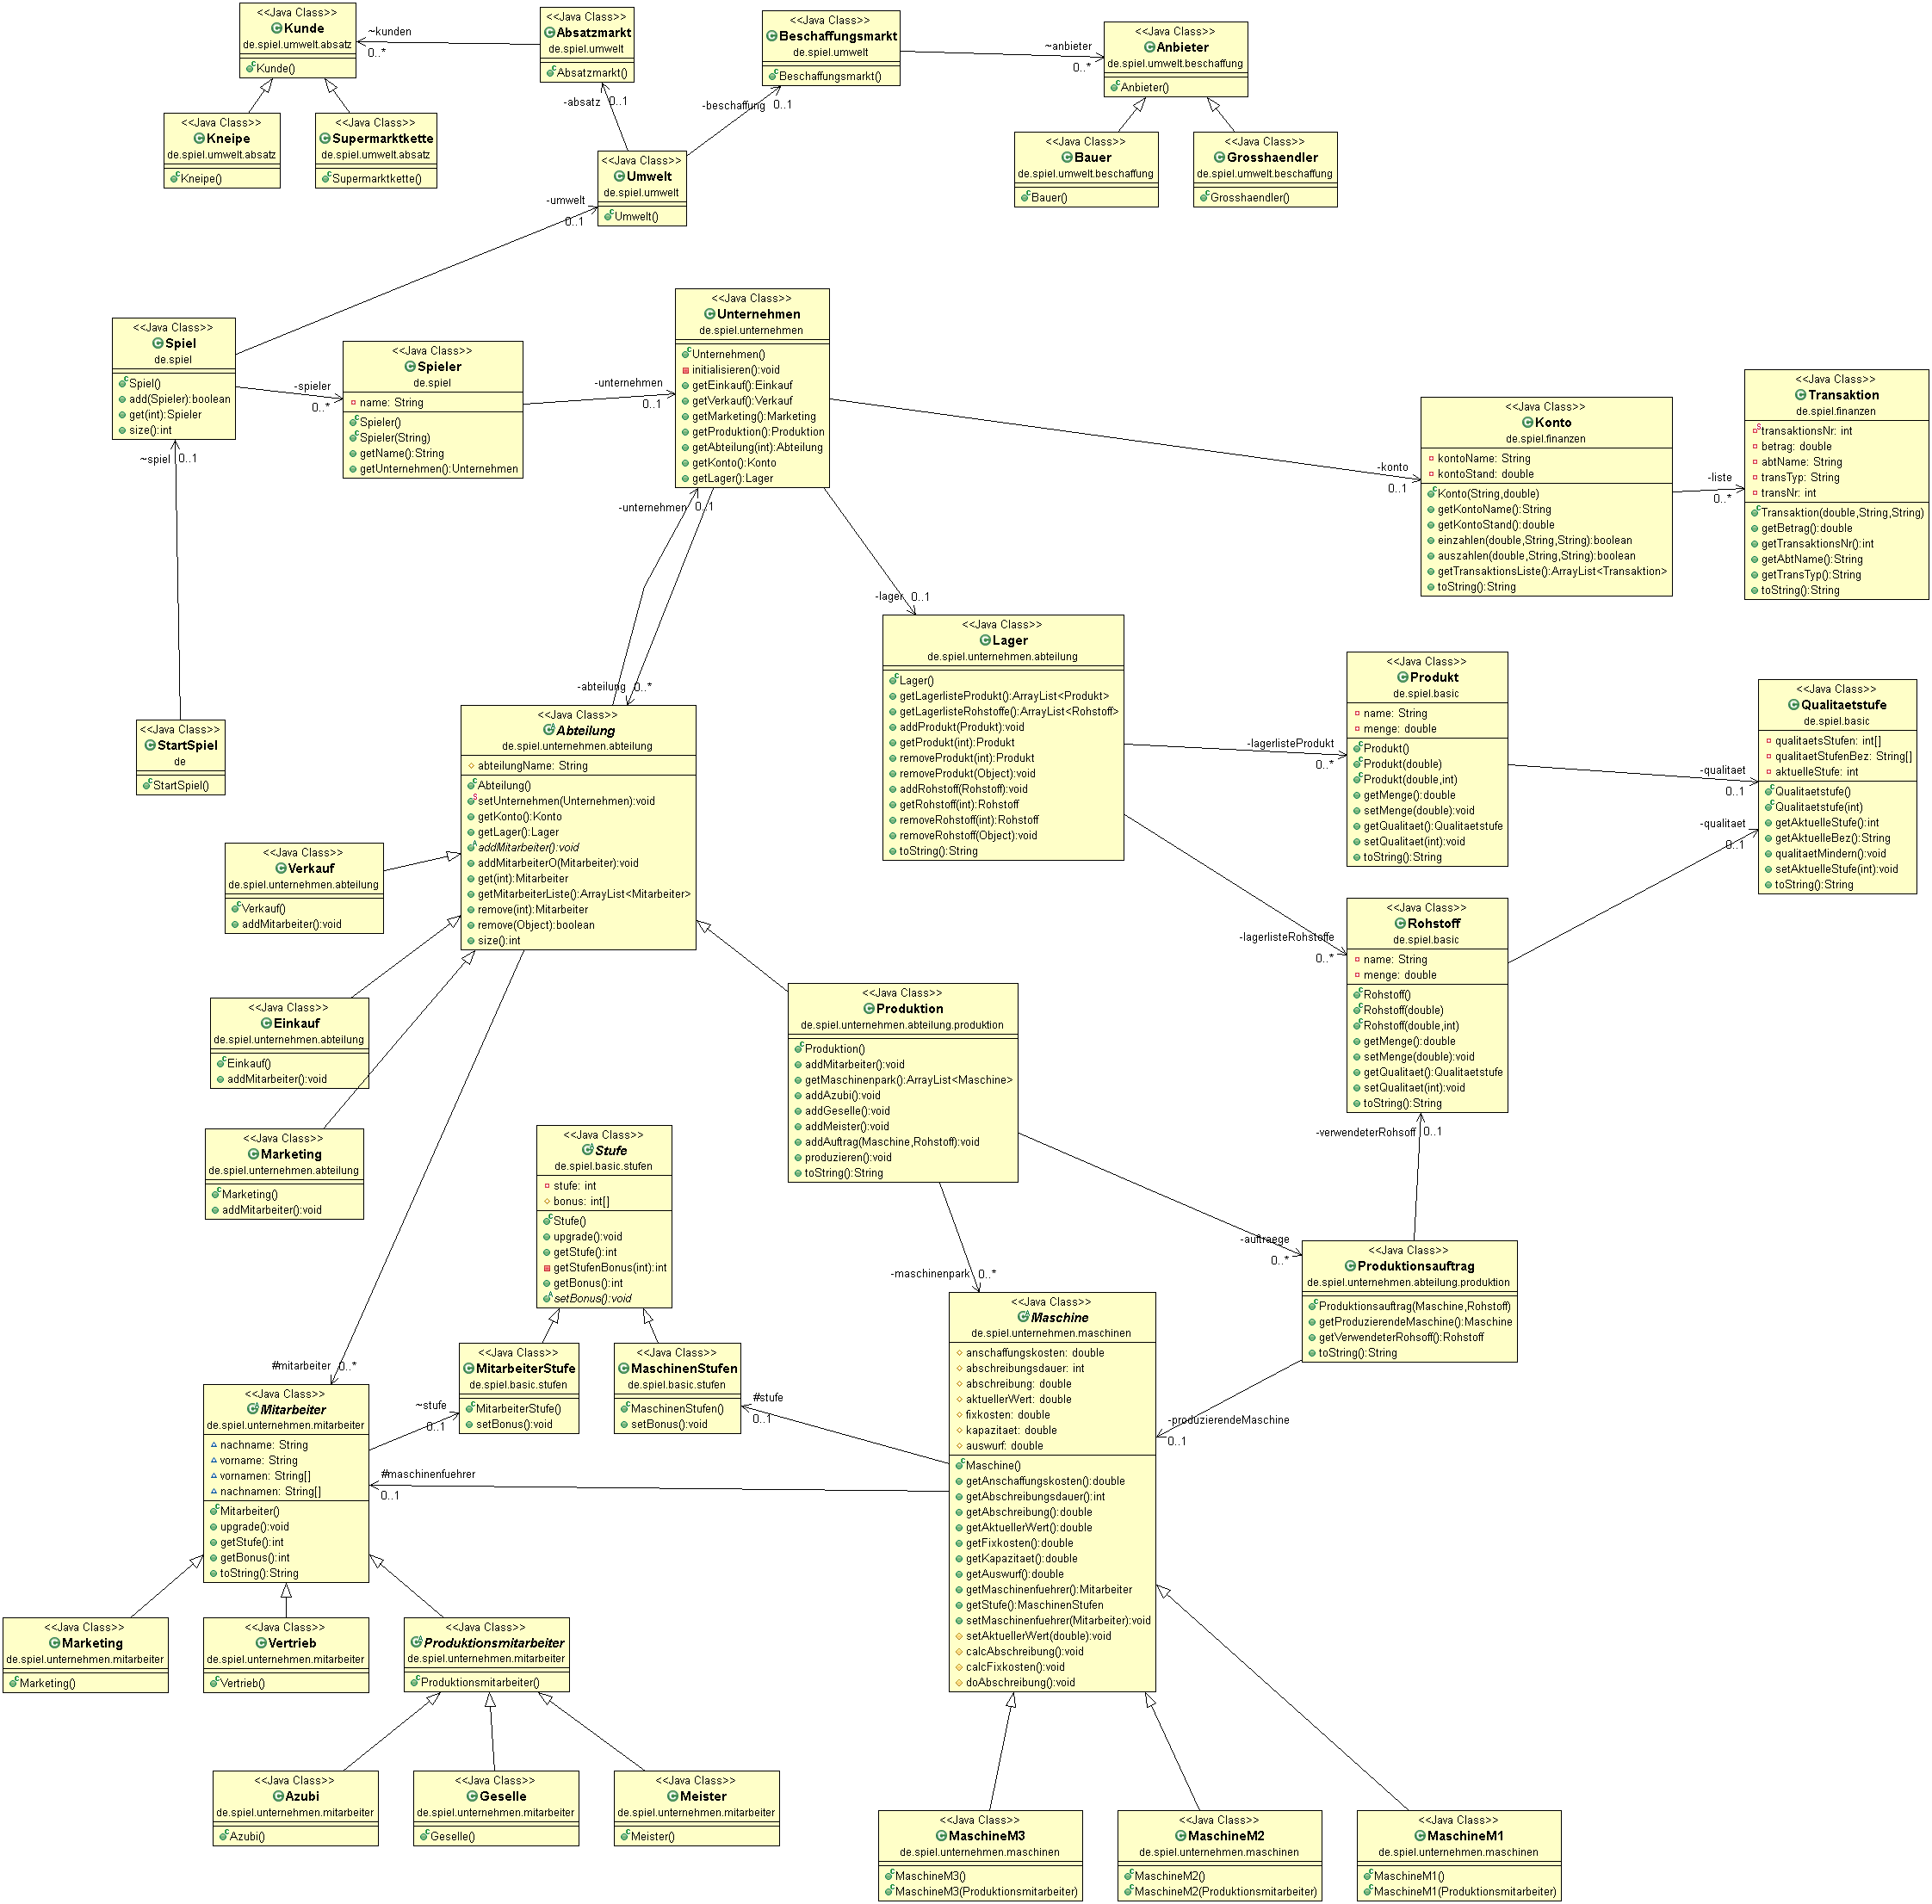 <<Java Class>>
Kunde
de.spiel.umwelt.absatz
Kunde()
~kunden
0..*
<<Java Class>>
Absatzmarkt
de.spiel.umwelt
Absatzmarkt()
<<Java Class>>
Beschaffungsmarkt
de.spiel.umwelt
Beschaffungsmarkt()
~anbieter
0..*
<<Java Class>>
Anbieter
de.spiel.umwelt.beschaffung
Anbieter()
-absatz 0..1
-beschaffung 0..1
<<Java Class>>
Kneipe
de.spiel.umwelt.absatz
Kneipe()
<<Java Class>>
Supermarktkette
de.spiel.umwelt.absatz
Supermarktkette()
<<Java Class>>
Umwelt
de.spiel.umwelt
Umwelt()
<<Java Class>>
Bauer
de.spiel.umwelt.beschaffung
Bauer()
<<Java Class>>
Grosshaendler
de.spiel.umwelt.beschaffung
Grosshaendler()
-umwelt
0..1
<<Java Class>>
Spiel
de.spiel
Spiel()
add(Spieler):boolean
get(int):Spieler
size():int
-spieler
0..*
~spiel 0..1
<<Java Class>>
Spieler
de.spiel
name: String
Spieler()
Spieler(String)
getName():String
getUnternehmen():Unternehmen
-unternehmen
0..1
<<Java Class>>
Unternehmen
de.spiel.unternehmen
Unternehmen()
initialisieren():void
getEinkauf():Einkauf
getVerkauf():Verkauf
getMarketing():Marketing
getProduktion():Produktion
getAbteilung(int):Abteilung
getKonto():Konto
getLager():Lager
-konto
0..1
<<Java Class>>
Konto
de.spiel.finanzen
kontoName: String
kontoStand: double
Konto(String,double)
getKontoName():String
getKontoStand():double
einzahlen(double,String,String):boolean
auszahlen(double,String,String):boolean
getTransaktionsListe():ArrayList<Transaktion>
toString():String
-liste
0..*
<<Java Class>>
Transaktion
de.spiel.finanzen
transaktionsNr: int
betrag: double
abtName: String
transTyp: String
transNr: int
Transaktion(double,String,String)
getBetrag():double
getTransaktionsNr():int
getAbtName():String
getTransTyp():String
toString():String
-unternehmen 0..1
-lager 0..1
-abteilung 0..*
<<Java Class>>
StartSpiel
de
StartSpiel()
<<Java Class>>
Abteilung
de.spiel.unternehmen.abteilung
abteilungName: String
Abteilung()
setUnternehmen(Unternehmen):void
getKonto():Konto
getLager():Lager
addMitarbeiter():void
addMitarbeiterO(Mitarbeiter):void
get(int):Mitarbeiter
getMitarbeiterListe():ArrayList<Mitarbeiter>
remove(int):Mitarbeiter
remove(Object):boolean
size():int
<<Java Class>>
Lager
de.spiel.unternehmen.abteilung
Lager()
getLagerlisteProdukt():ArrayList<Produkt>
getLagerlisteRohstoffe():ArrayList<Rohstoff>
addProdukt(Produkt):void
getProdukt(int):Produkt
removeProdukt(int):Produkt
removeProdukt(Object):void
addRohstoff(Rohstoff):void
getRohstoff(int):Rohstoff
removeRohstoff(int):Rohstoff
removeRohstoff(Object):void
toString():String
-lagerlisteProdukt
0..*
-lagerlisteRohstoffe
0..*
<<Java Class>>
Produkt
de.spiel.basic
name: String
menge: double
Produkt()
Produkt(double)
Produkt(double,int)
getMenge():double
setMenge(double):void
getQualitaet():Qualitaetstufe
setQualitaet(int):void
toString():String
-qualitaet
0..1
-qualitaet
0..1
<<Java Class>>
Qualitaetstufe
de.spiel.basic
qualitaetsStufen: int[]
qualitaetStufenBez: String[]
aktuelleStufe: int
Qualitaetstufe()
Qualitaetstufe(int)
getAktuelleStufe():int
getAktuelleBez():String
qualitaetMindern():void
setAktuelleStufe(int):void
toString():String
<<Java Class>>
Verkauf
de.spiel.unternehmen.abteilung
Verkauf()
addMitarbeiter():void
<<Java Class>>
Einkauf
de.spiel.unternehmen.abteilung
Einkauf()
addMitarbeiter():void
<<Java Class>>
Marketing
de.spiel.unternehmen.abteilung
Marketing()
addMitarbeiter():void
<<Java Class>>
Produktion
de.spiel.unternehmen.abteilung.produktion
Produktion()
addMitarbeiter():void
getMaschinenpark():ArrayList<Maschine>
addAzubi():void
addGeselle():void
addMeister():void
addAuftrag(Maschine,Rohstoff):void
produzieren():void
toString():String
<<Java Class>>
Rohstoff
de.spiel.basic
name: String
menge: double
Rohstoff()
Rohstoff(double)
Rohstoff(double,int)
getMenge():double
setMenge(double):void
getQualitaet():Qualitaetstufe
setQualitaet(int):void
toString():String
-verwendeterRohsoff 0..1
<<Java Class>>
Stufe
de.spiel.basic.stufen
stufe: int
bonus: int[]
Stufe()
upgrade():void
getStufe():int
getStufenBonus(int):int
getBonus():int
setBonus():void
-auftraege
0..*
-maschinenpark 0..*
<<Java Class>>
Produktionsauftrag
de.spiel.unternehmen.abteilung.produktion
Produktionsauftrag(Maschine,Rohstoff)
getProduzierendeMaschine():Maschine
getVerwendeterRohsoff():Rohstoff
toString():String
#mitarbeiter 0..*
<<Java Class>>
MitarbeiterStufe
de.spiel.basic.stufen
MitarbeiterStufe()
setBonus():void
<<Java Class>>
MaschinenStufen
de.spiel.basic.stufen
MaschinenStufen()
setBonus():void
~stufe
0..1
#stufe
0..1
#maschinenfuehrer
0..1
-produzierendeMaschine
0..1
<<Java Class>>
Mitarbeiter
de.spiel.unternehmen.mitarbeiter
nachname: String
vorname: String
vornamen: String[]
nachnamen: String[]
Mitarbeiter()
upgrade():void
getStufe():int
getBonus():int
toString():String
<<Java Class>>
Maschine
de.spiel.unternehmen.maschinen
anschaffungskosten: double
abschreibungsdauer: int
abschreibung: double
aktuellerWert: double
fixkosten: double
kapazitaet: double
auswurf: double
Maschine()
getAnschaffungskosten():double
getAbschreibungsdauer():int
getAbschreibung():double
getAktuellerWert():double
getFixkosten():double
getKapazitaet():double
getAuswurf():double
getMaschinenfuehrer():Mitarbeiter
getStufe():MaschinenStufen
setMaschinenfuehrer(Mitarbeiter):void
setAktuellerWert(double):void
calcAbschreibung():void
calcFixkosten():void
doAbschreibung():void
<<Java Class>>
Marketing
de.spiel.unternehmen.mitarbeiter
Marketing()
<<Java Class>>
Vertrieb
de.spiel.unternehmen.mitarbeiter
Vertrieb()
<<Java Class>>
Produktionsmitarbeiter
de.spiel.unternehmen.mitarbeiter
Produktionsmitarbeiter()
<<Java Class>>
Azubi
de.spiel.unternehmen.mitarbeiter
Azubi()
<<Java Class>>
Geselle
de.spiel.unternehmen.mitarbeiter
Geselle()
<<Java Class>>
Meister
de.spiel.unternehmen.mitarbeiter
Meister()
<<Java Class>>
MaschineM3
de.spiel.unternehmen.maschinen
MaschineM3()
MaschineM3(Produktionsmitarbeiter)
<<Java Class>>
MaschineM2
de.spiel.unternehmen.maschinen
MaschineM2()
MaschineM2(Produktionsmitarbeiter)
<<Java Class>>
MaschineM1
de.spiel.unternehmen.maschinen
MaschineM1()
MaschineM1(Produktionsmitarbeiter)